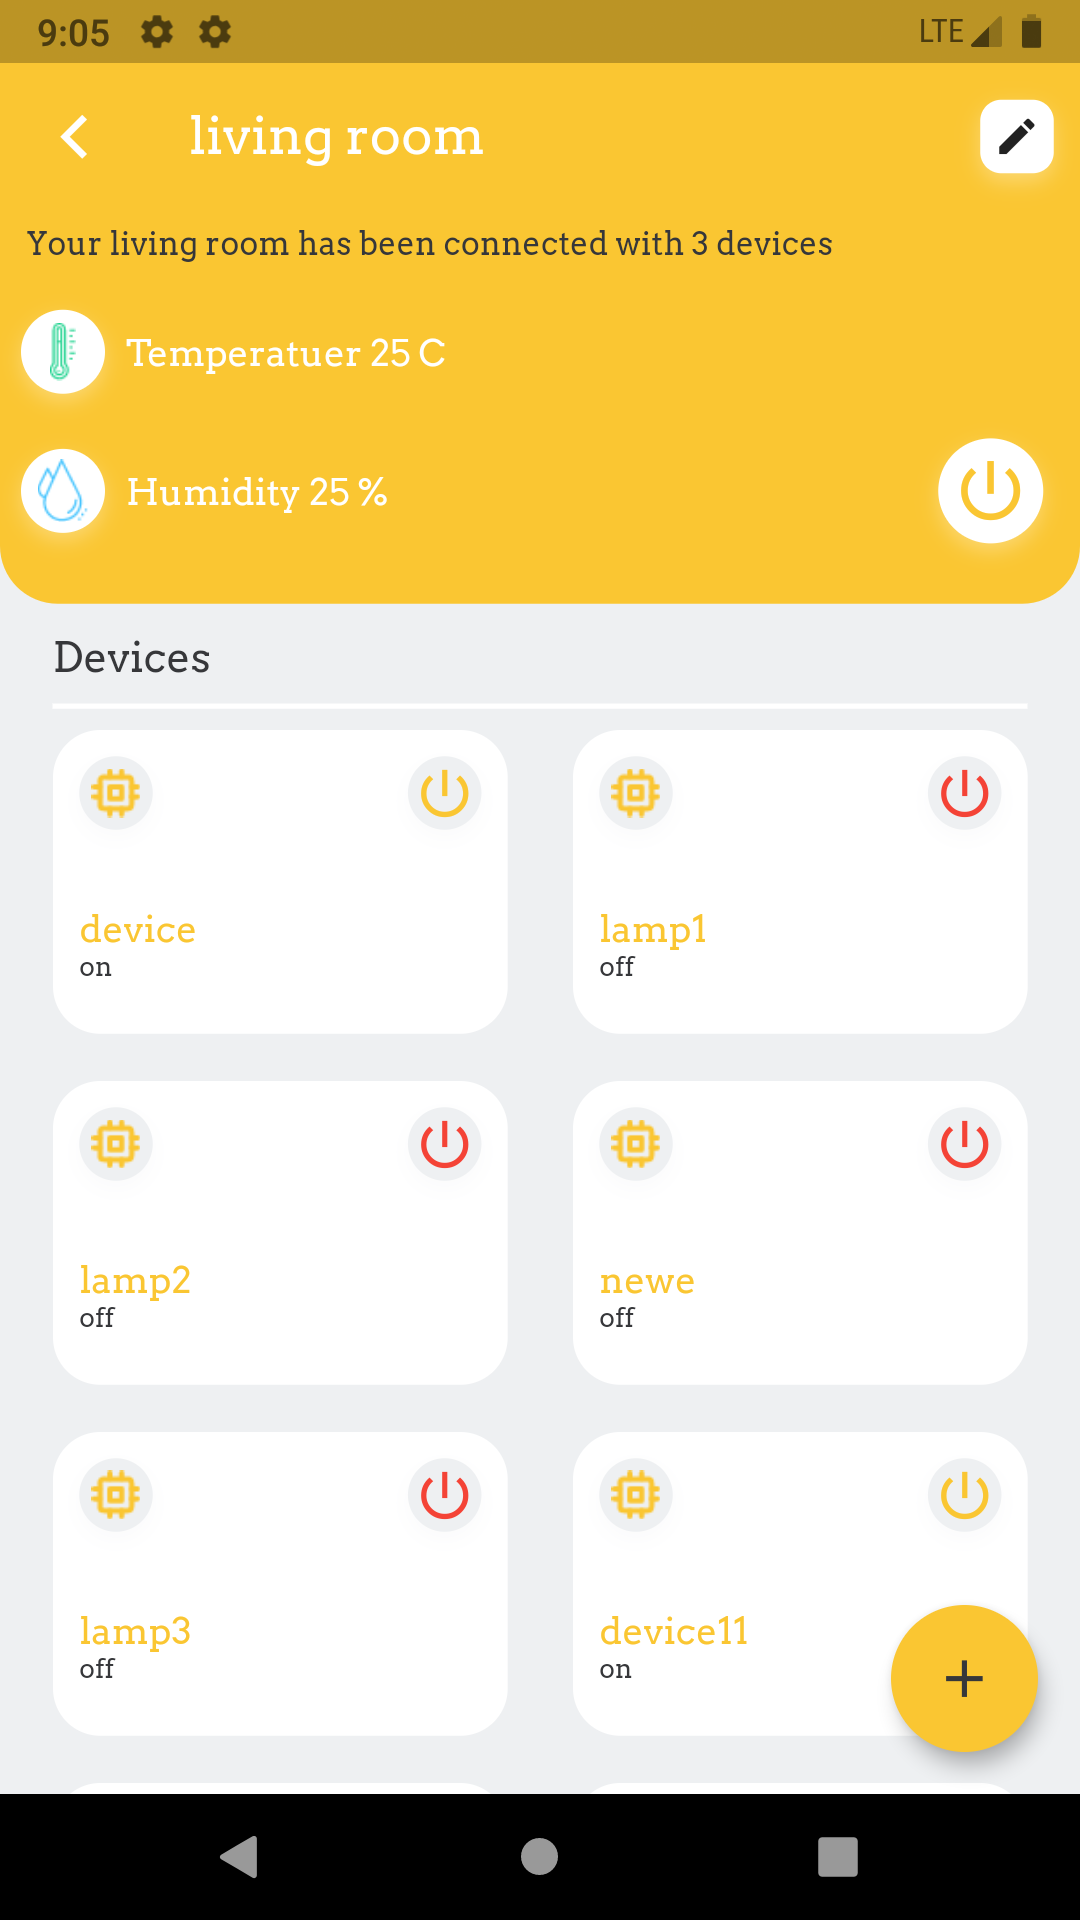 9:05
LTE
living room
Your living room has been connected with 3 devices
Temperatuer 25 C
Humidity 25 %
Devices
device
on
lamp1
off
lamp2
off
newe
off
lamp3
off
device11
on